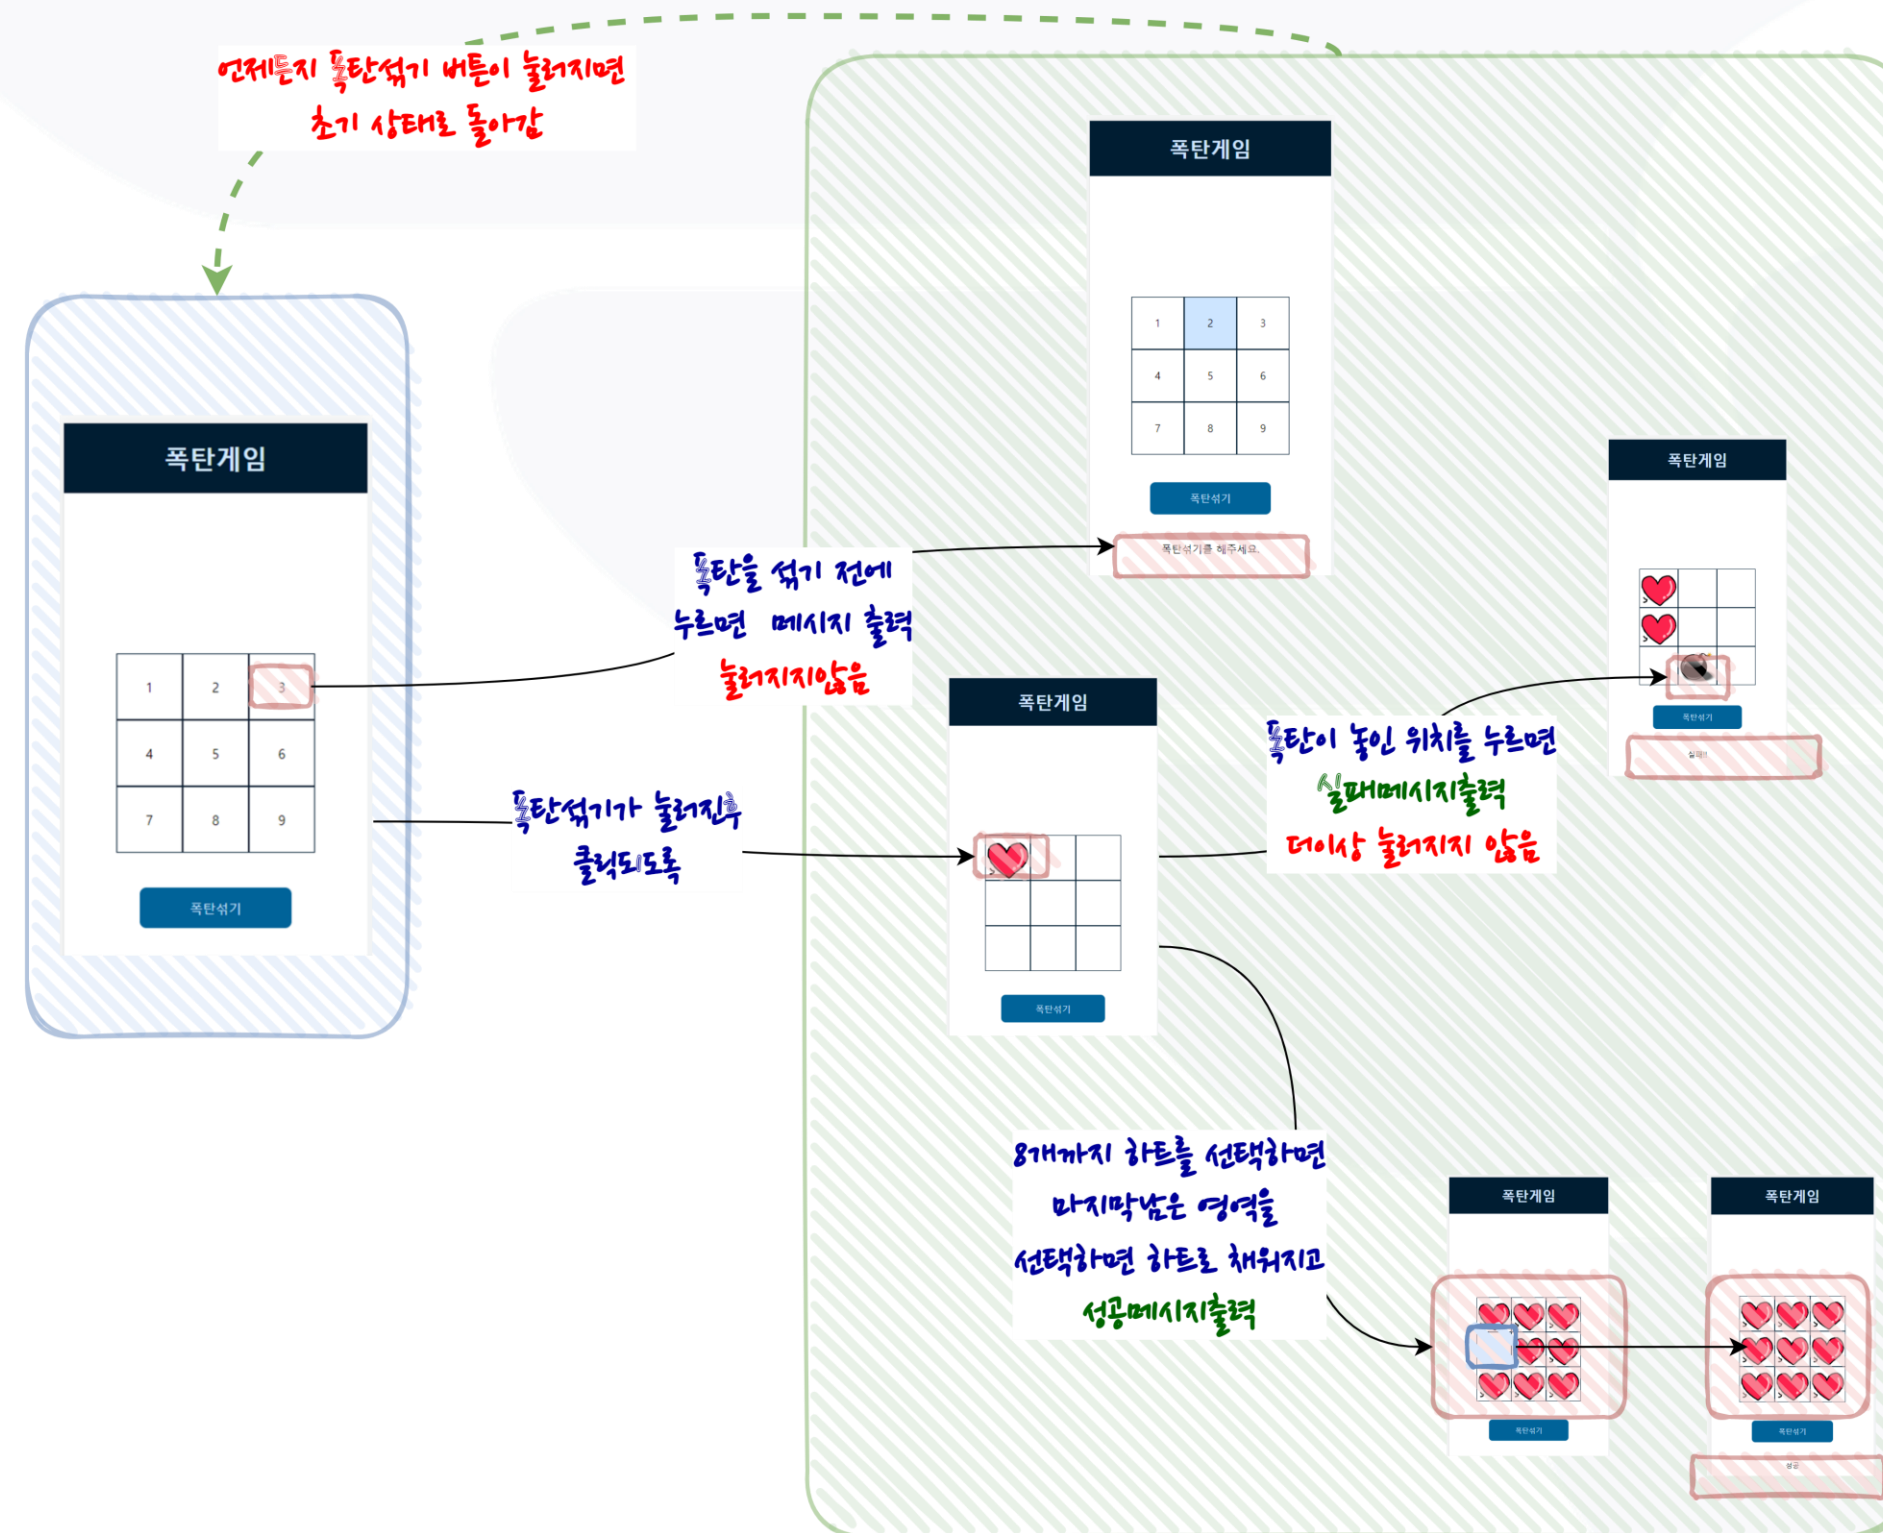 언제든지 폭탄섞기 버튼이 눌러지면
초기 상태로 돌아감
폭탄게임
1 2 3
4 5 6
7 8 9
폭탄섞기
폭탄을 섞기 전에
누르면 메시지 출력
눌러지지않음
폭탄섞기가 눌러진후
클릭되도록
폭탄게임
1 2 3
4 5 6
7 8 9
폭탄섞기
폭탄섞기를 해주세요.
폭탄게임
폭탄섞기
폭탄이 놓인 위치를 누르면
실패메시지출력
더이상 눌러지지 않음
폭탄게임
폭탄섞기
실패!!
8개까지 하트를 선택하면
마지막남은 영역을
선택하면 하트로 채워지고
성공메시지출력
폭탄게임
폭탄섞기
폭탄게임
폭탄섞기
성공